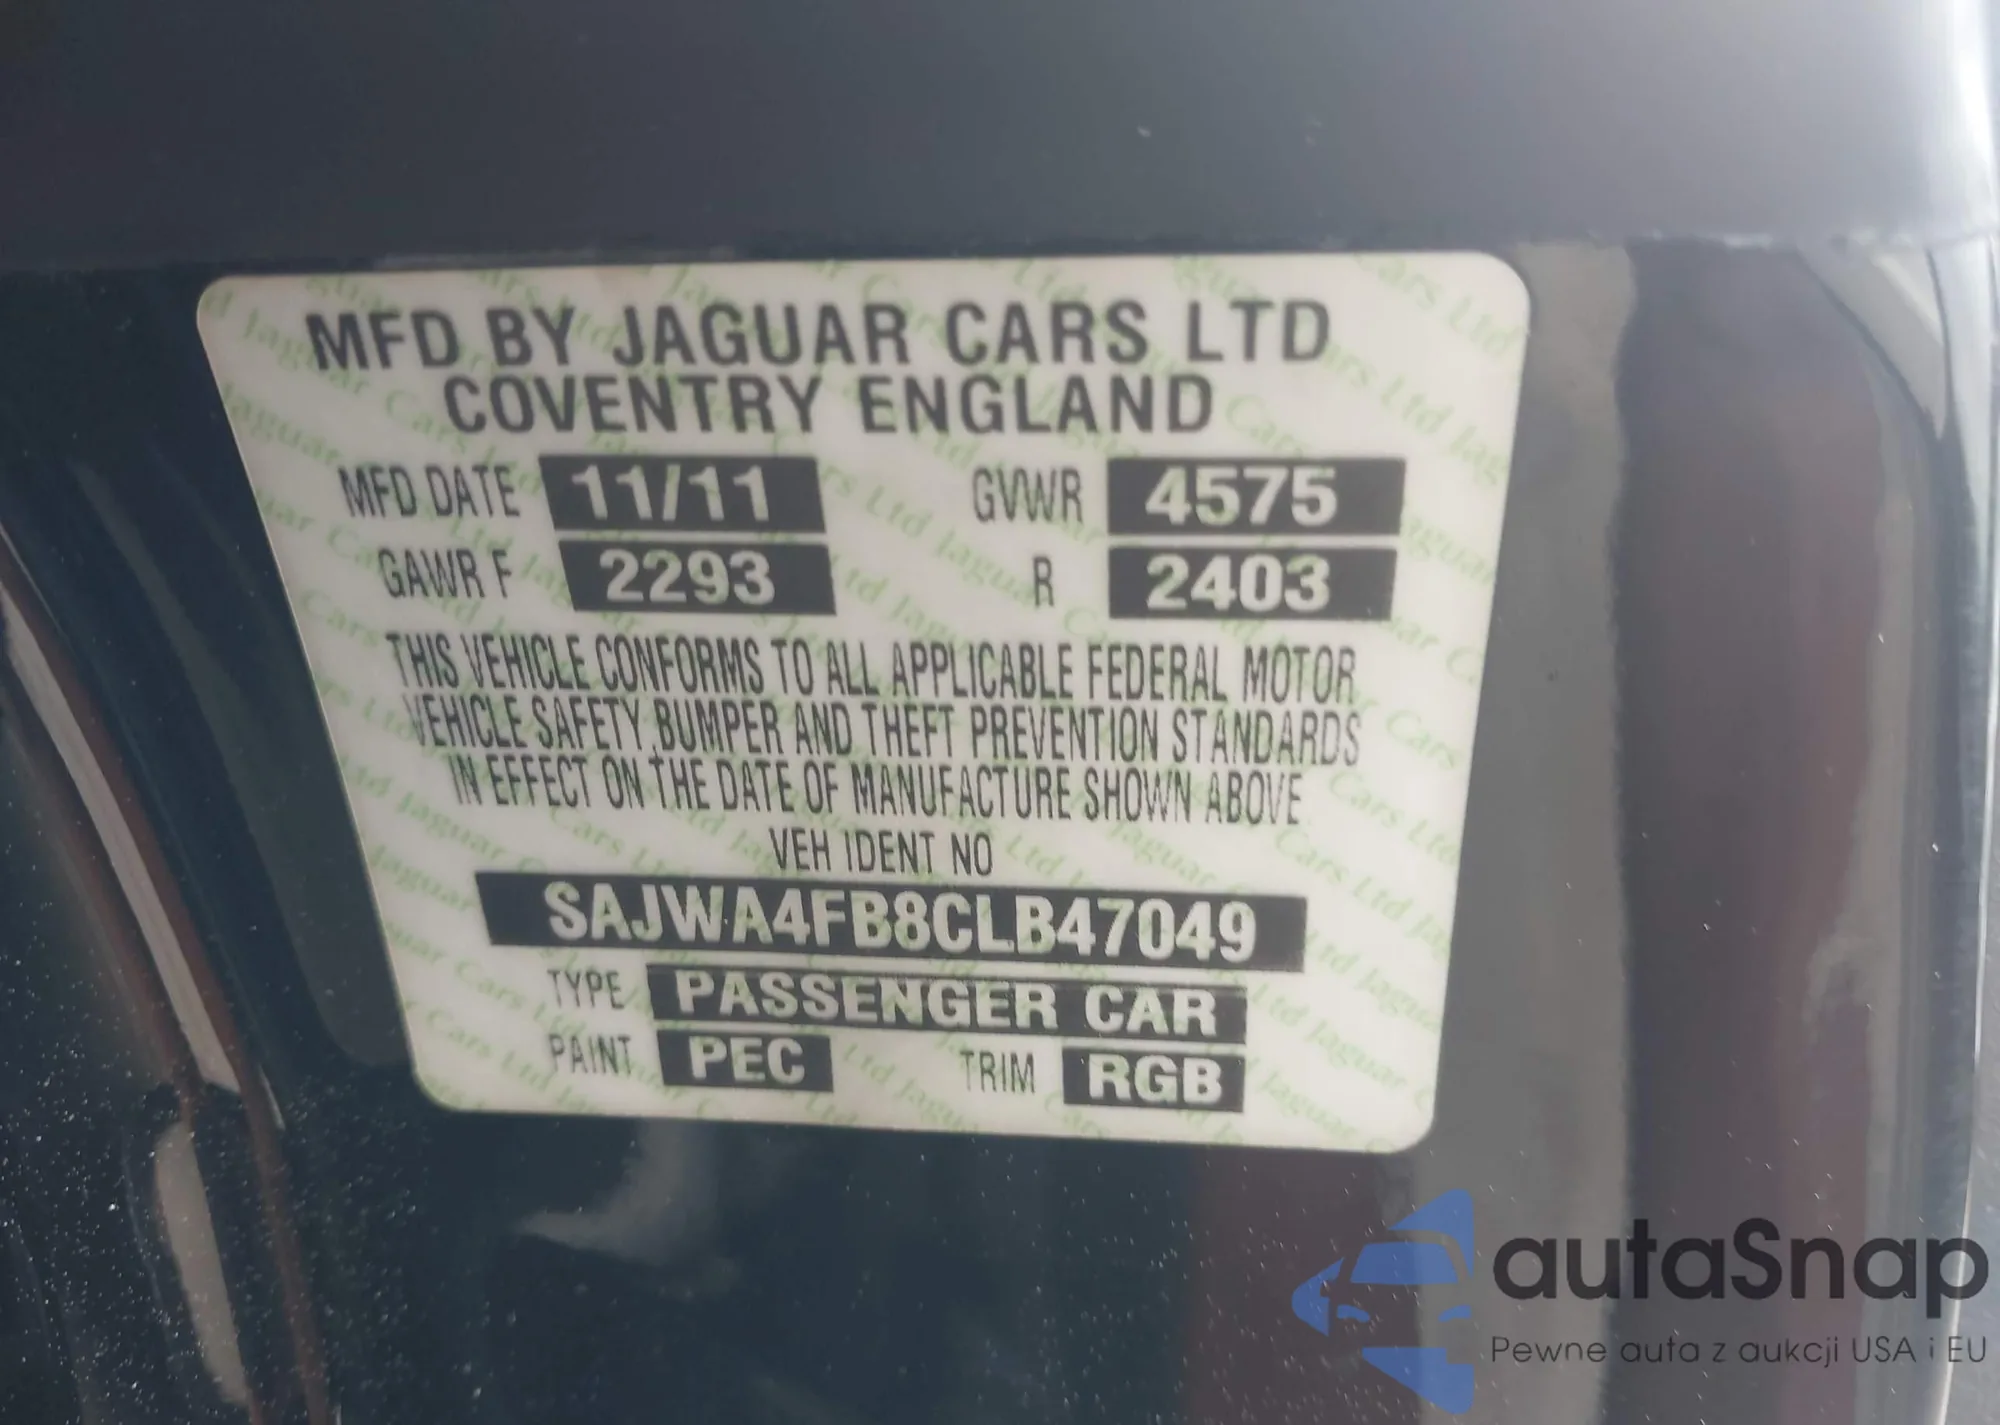 MFD BY JAGUAR CARS LTD
COVENTRY ENGLAND
MFD DATE 11/11 GVWR 4575
GAWR F 2293 R 2403
THIS VEHICLE CONFORMS TO ALL APPLICABLE FEDERAL MOTOR
VEHICLE SAFETY, BUMPER AND THEFT PREVENTION STANDARDS
IN EFFECT ON THE DATE OF MANUFACTURE SHOWN ABOVE
VEH IDENT NO
SAJWA4FB8CLB47049
TYPE PASSENGER CAR
PAINT PEC TRIM RGB
autaSnap
Pewne auta z aukcji USA i EU